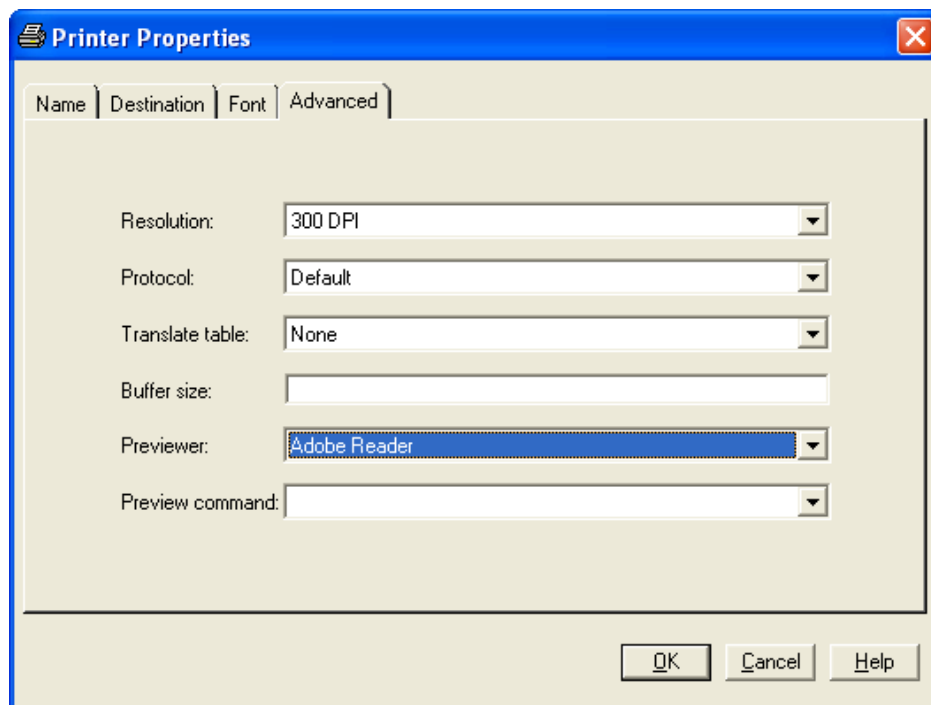 Printer Properties
Name Destination Font Advanced
Resolution: 300 DPI
Protocol: Default
Translate table: None
Buffer size:
Previewer: Adobe Reader
Preview command:
OK Cancel Help